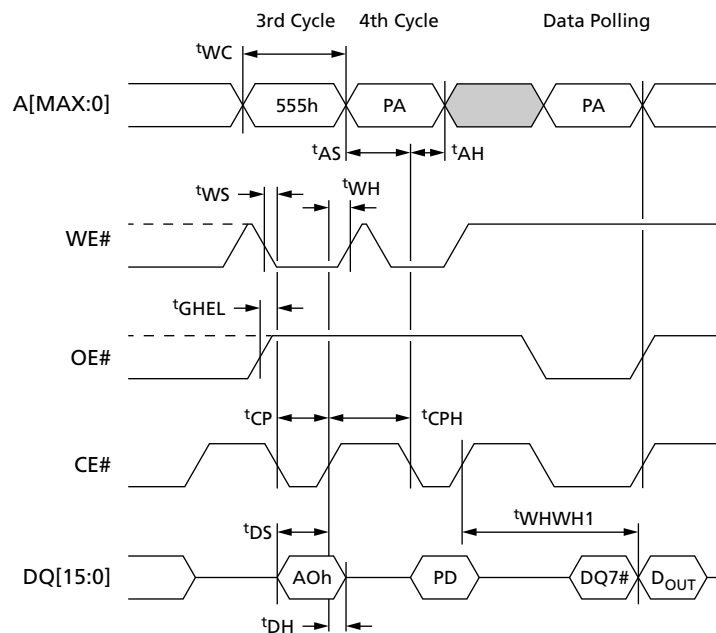 3rd Cycle 4th Cycle Data Polling
tWC
A[MAX:0] 555h PA PA
tAS tAH
tWS tWH
WE#
tGHEL
OE#
tCP tCPH
CE#
tWHWH1
tDS
DQ[15:0] AOh PD DQ7# DOUT
tDH